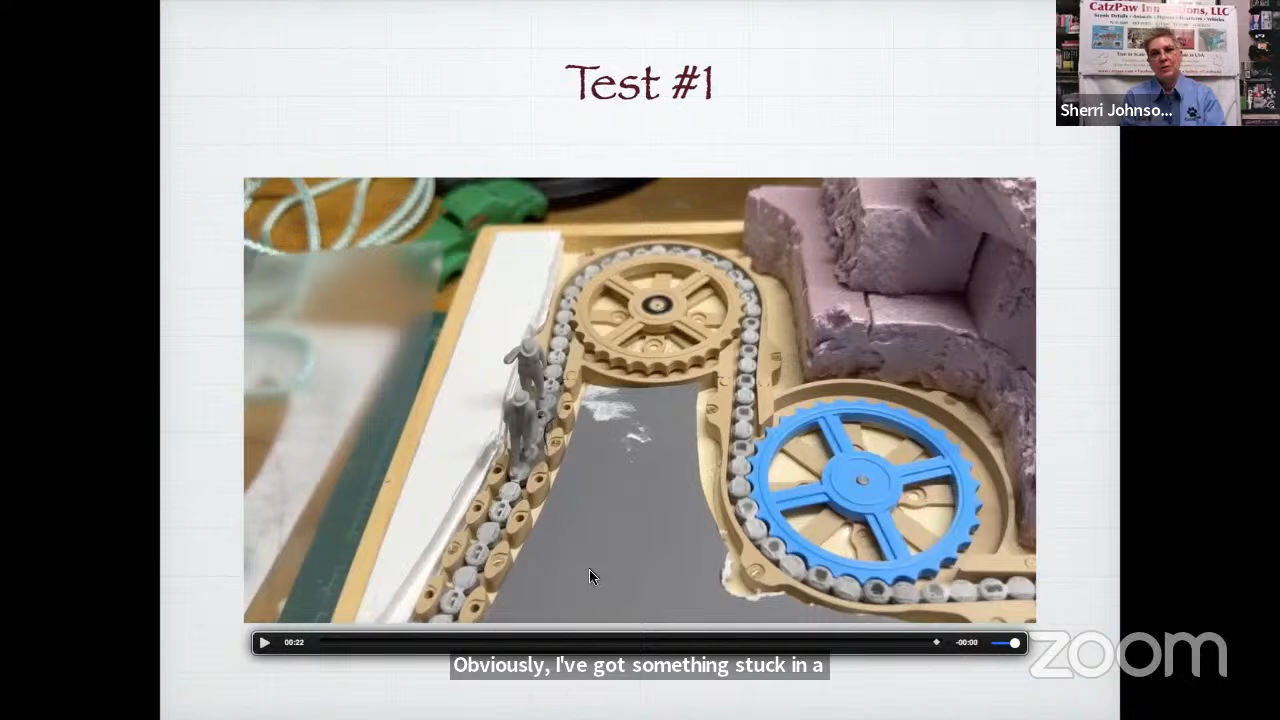 Test #1
CatzPaw Innovations, LLC
Sherri Johnso...
00:22
-00:00
Obviously, I've got something stuck in a
zoom